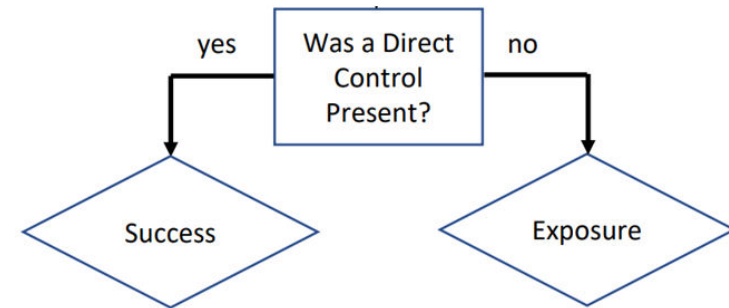 yes
Was a Direct
Control
Present?
no
Success
Exposure